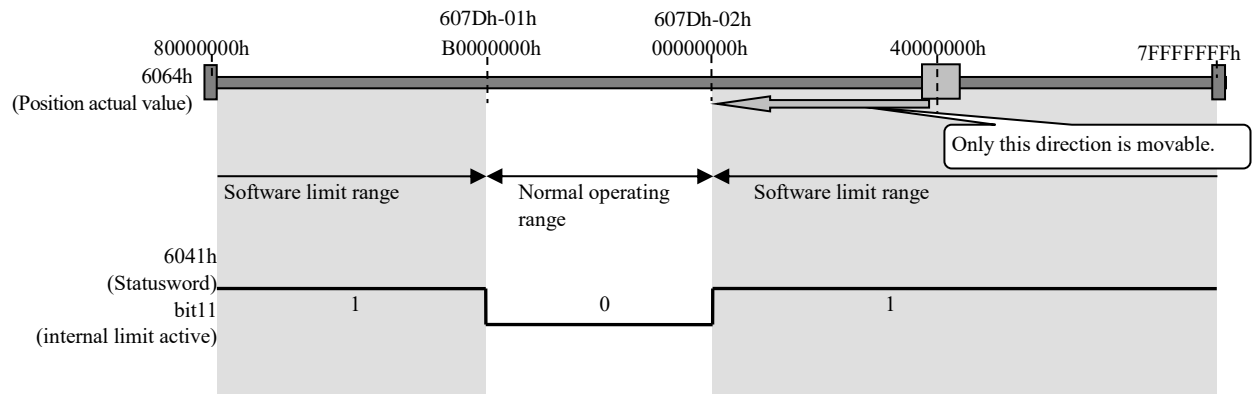 607Dh-01h 607Dh-02h
80000000h B0000000h 00000000h 40000000h 7FFFFFFFh
6064h
(Position actual value)
Only this direction is movable.
Software limit range Normal operating Software limit range
range
6041h
(Statusword)
bit11 1 0 1
(internal limit active)